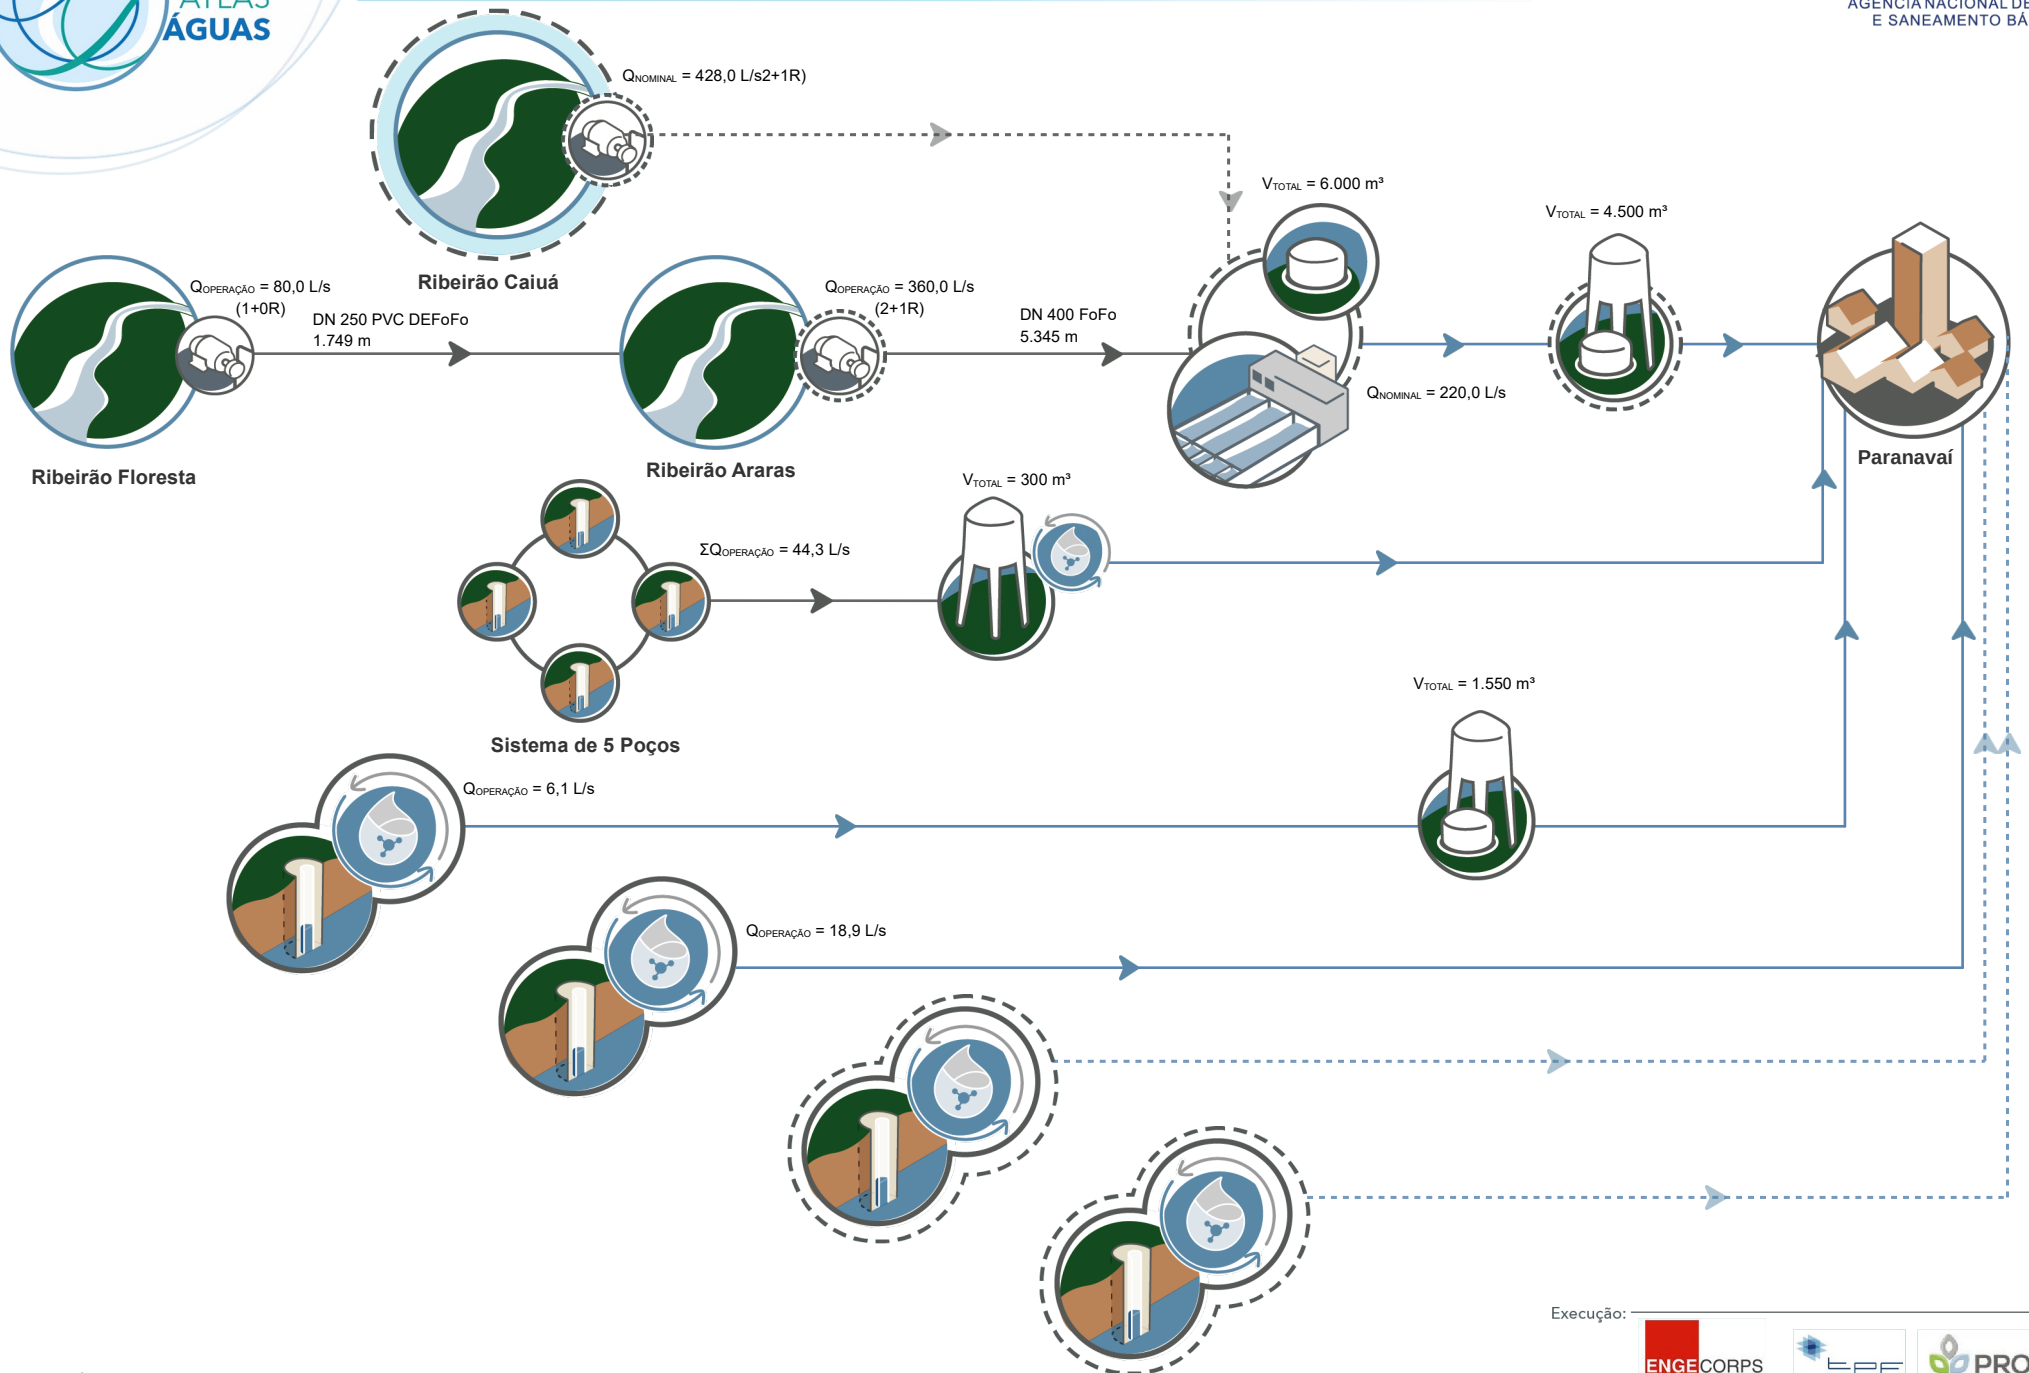 ATLAS
ÁGUAS
AGÊNCIA NACIONAL DE
E SANEAMENTO BÁ
QNOMINAL = 428,0 L/s2+1R)
Ribeirão Caiuá
VTOTAL = 6.000 m³
VTOTAL = 4.500 m³
QOPERAÇÃO = 80,0 L/s
(1+0R)
DN 250 PVC DEFoFo
1.749 m
QOPERAÇÃO = 360,0 L/s
(2+1R)
DN 400 FoFo
5.345 m
QNOMINAL = 220,0 L/s
Ribeirão Floresta
Ribeirão Araras
Paranavaí
VTOTAL = 300 m³
ΣQOPERAÇÃO = 44,3 L/s
Sistema de 5 Poços
VTOTAL = 1.550 m³
QOPERAÇÃO = 6,1 L/s
QOPERAÇÃO = 18,9 L/s
Execução:
ENGECORPS
tpf
PRO